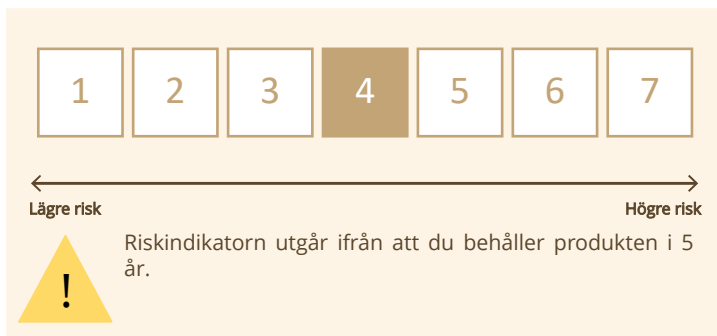 1 2 3 4 5 6 7
Lägre risk Högre risk
Riskindikatorn utgår ifrån att du behåller produkten i 5
år.
!